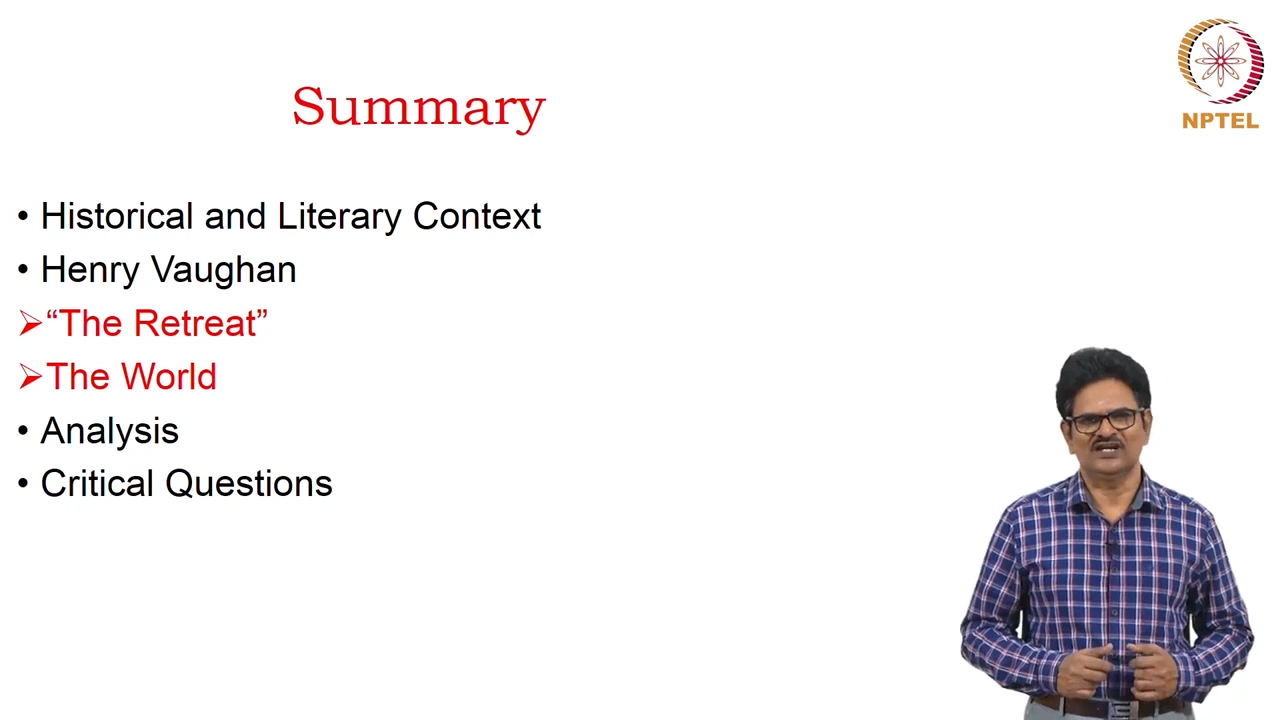 Summary
NPTEL
• Historical and Literary Context
• Henry Vaughan
➢“The Retreat”
➢The World
• Analysis
• Critical Questions